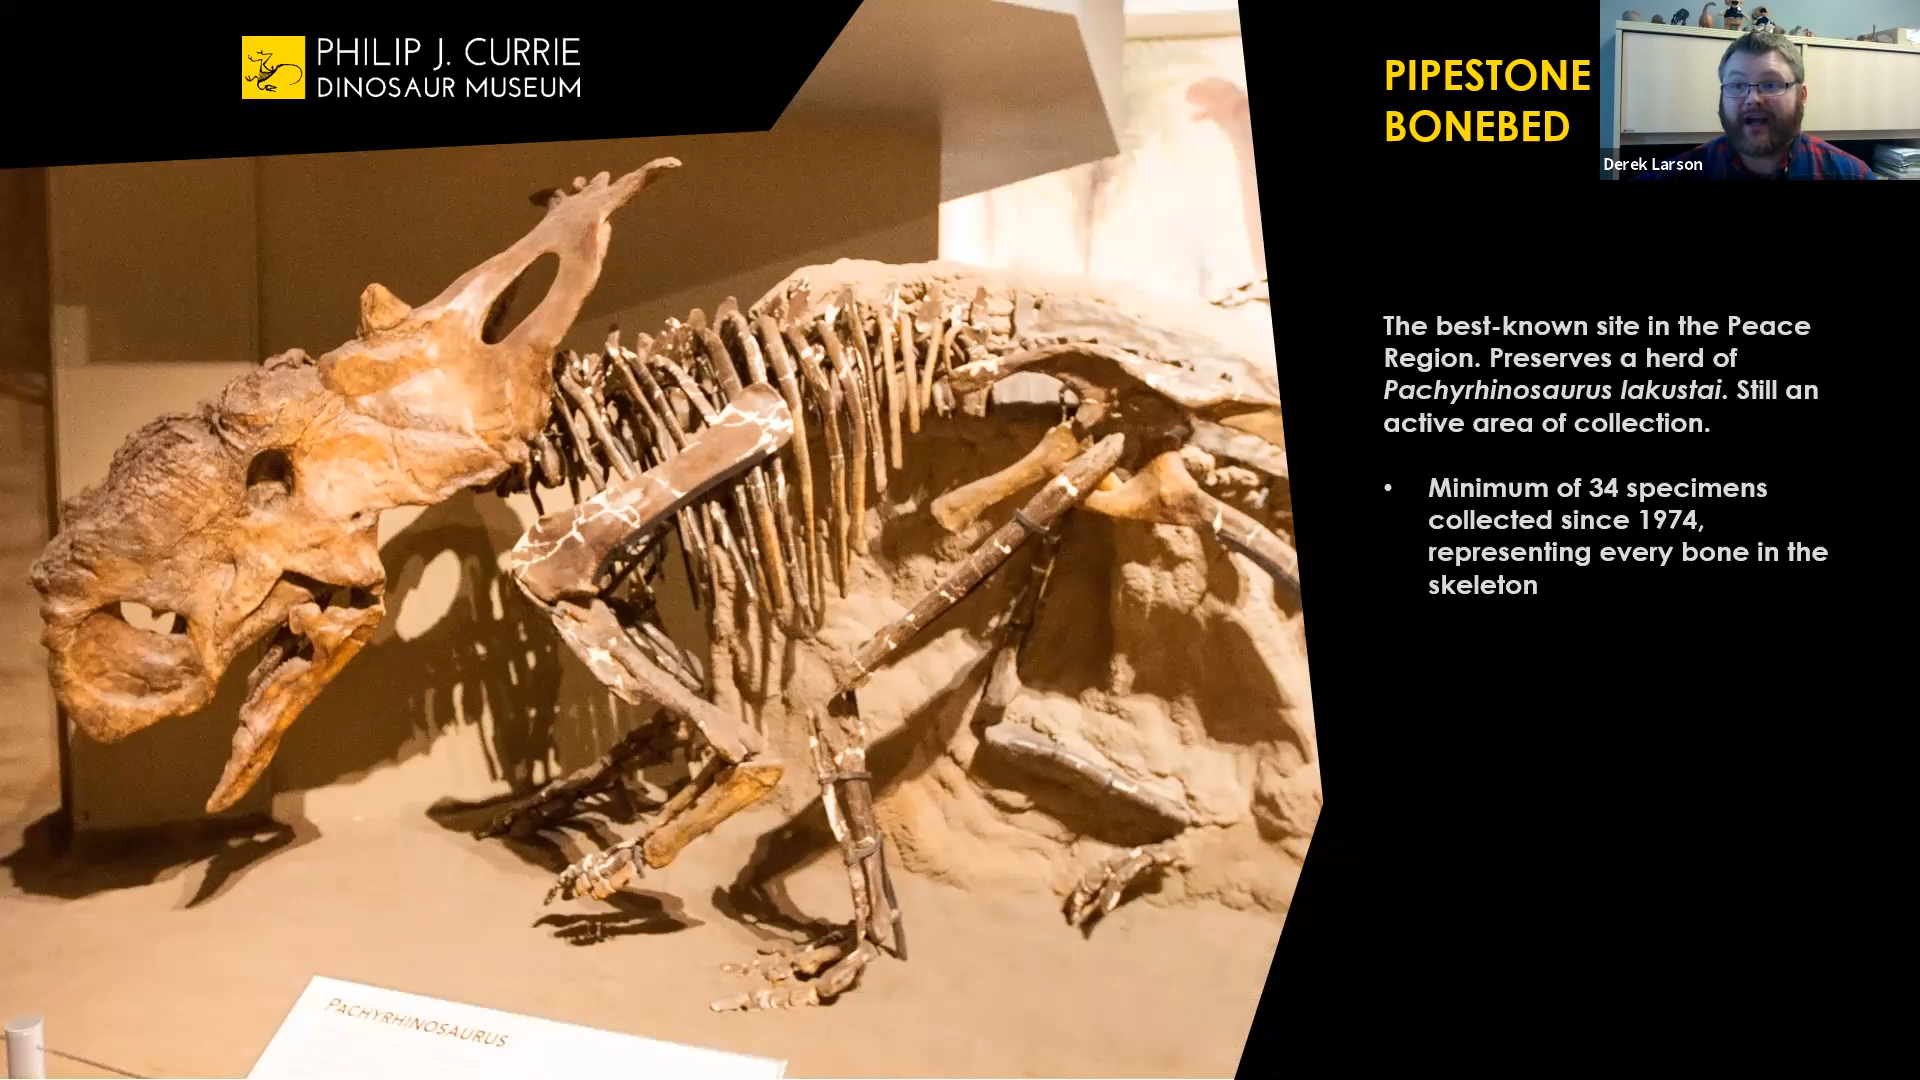 PHILIP J. CURRIE
DINOSAUR MUSEUM
PIPESTONE
BONEBED
Derek Larson
The best-known site in the Peace
Region. Preserves a herd of
Pachyrhinosaurus lakustai. Still an
active area of collection.
• Minimum of 34 specimens
collected since 1974,
representing every bone in the
skeleton
PACHYRHINOSAURUS